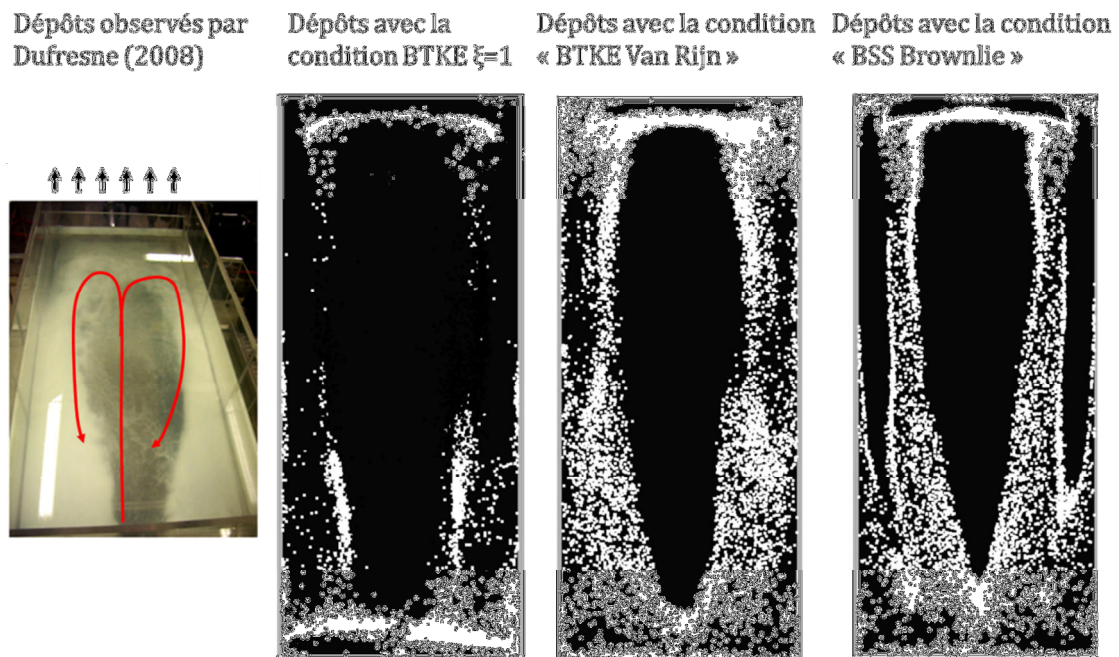 Dépôts observés par
Dufresne (2008)
Dépôts avec la
condition BTKE ξ=1
Dépôts avec la condition
« BTKE Van Rijn »
Dépôts avec la condition
« BSS Brownlie »